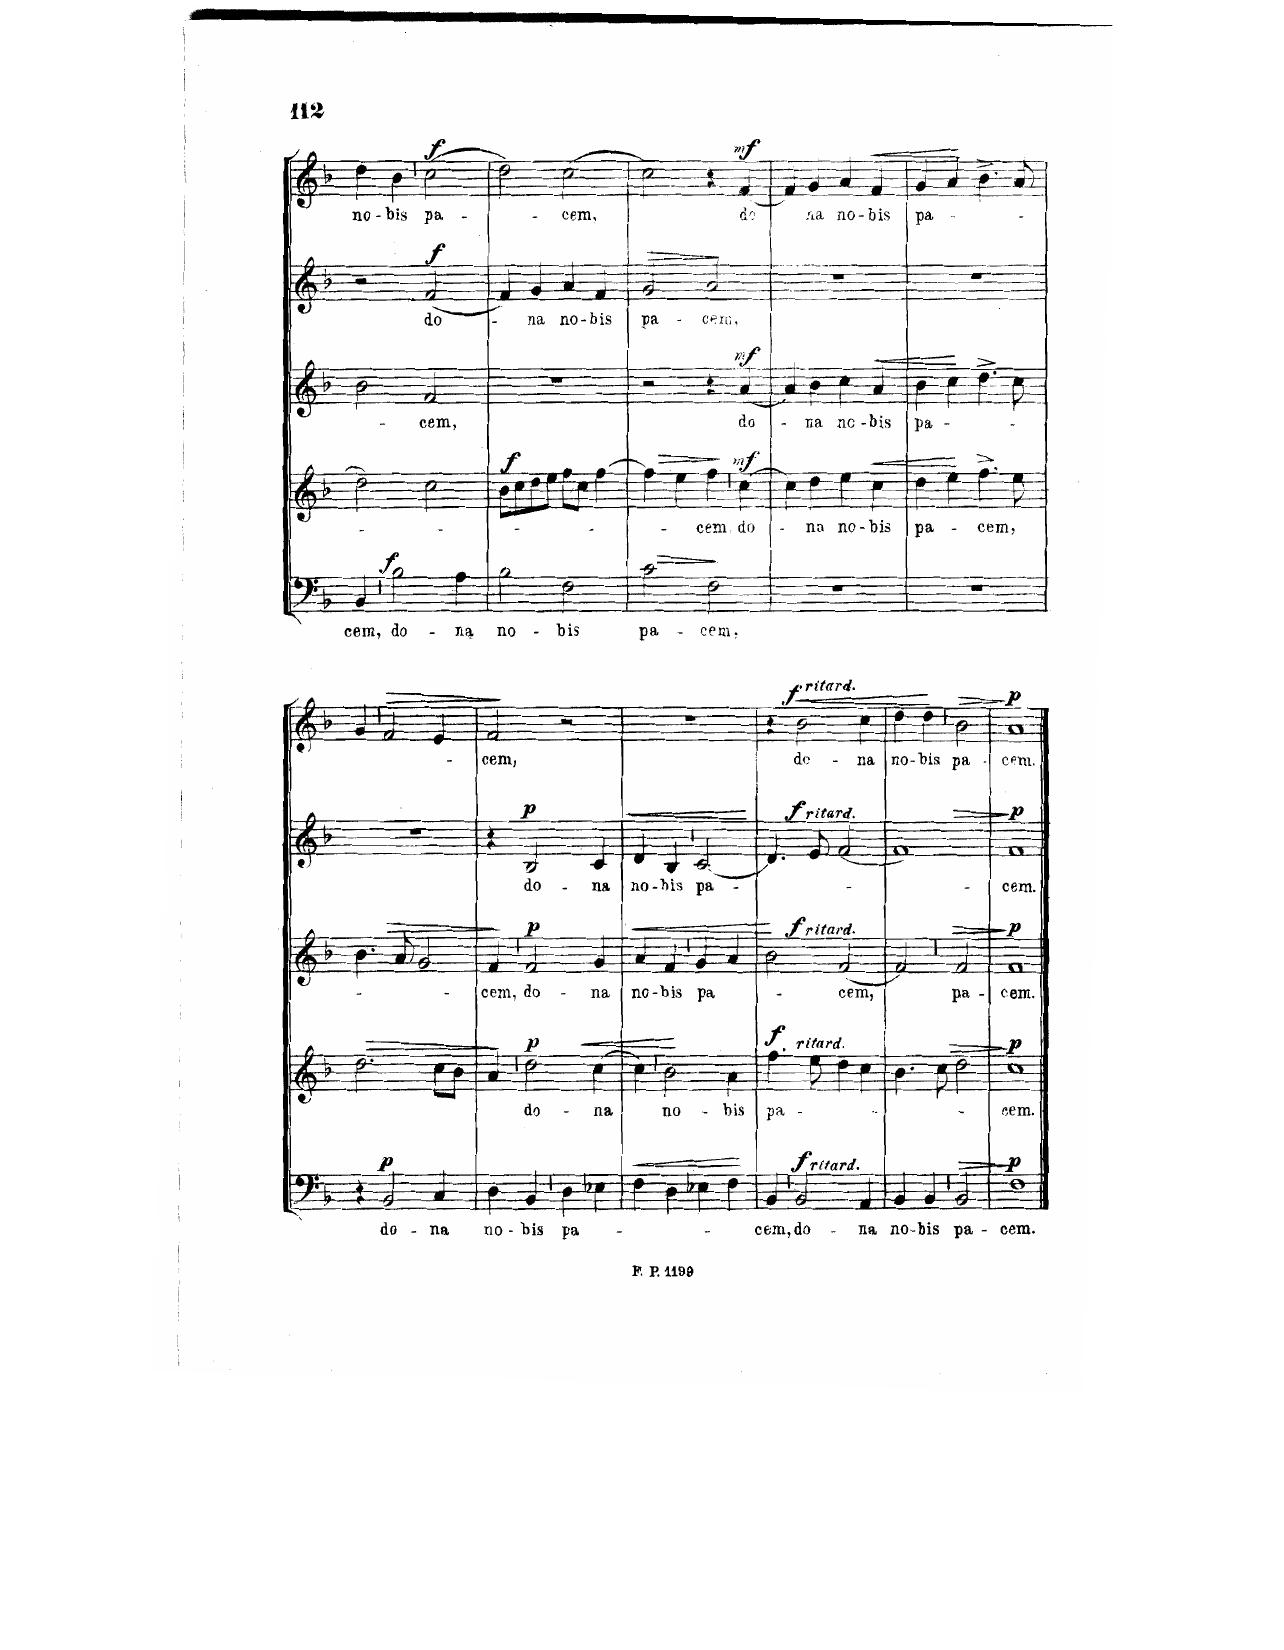 112
f mf
no - bis pa - - cem, do na no - bis pa - -
f
do - na no - bis pa - cem,
mf
- cem, do - na no - bis pa - -
f mf
- - - - - cem do - na no - bis pa - cem,
f
cem, do - na no - bis pa - cem,
f ritard. p
- cem, do - na no - bis pa - cem.
p f ritard. p
do - na no - bis pa - - - cem.
p f ritard. p
- - cem, do - na no - bis pa - cem, pa - cem.
p f. ritard. p
do - na no - bis pa - - - cem.
p f ritard. p
do - na no - bis pa - - cem, do - na no - bis pa - cem.
F. P. 1199